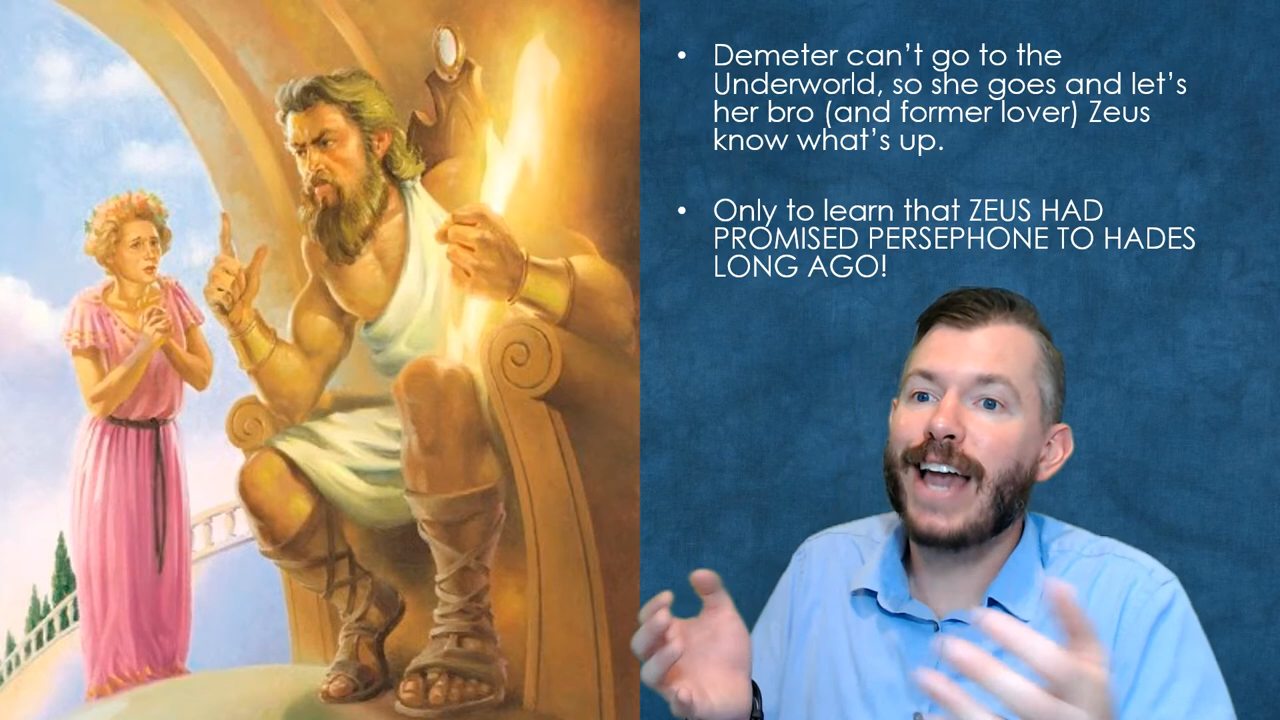 • Demeter can’t go to the
Underworld, so she goes and let’s
her bro (and former lover) Zeus
know what’s up.
• Only to learn that ZEUS HAD
PROMISED PERSEPHONE TO HADES
LONG AGO!